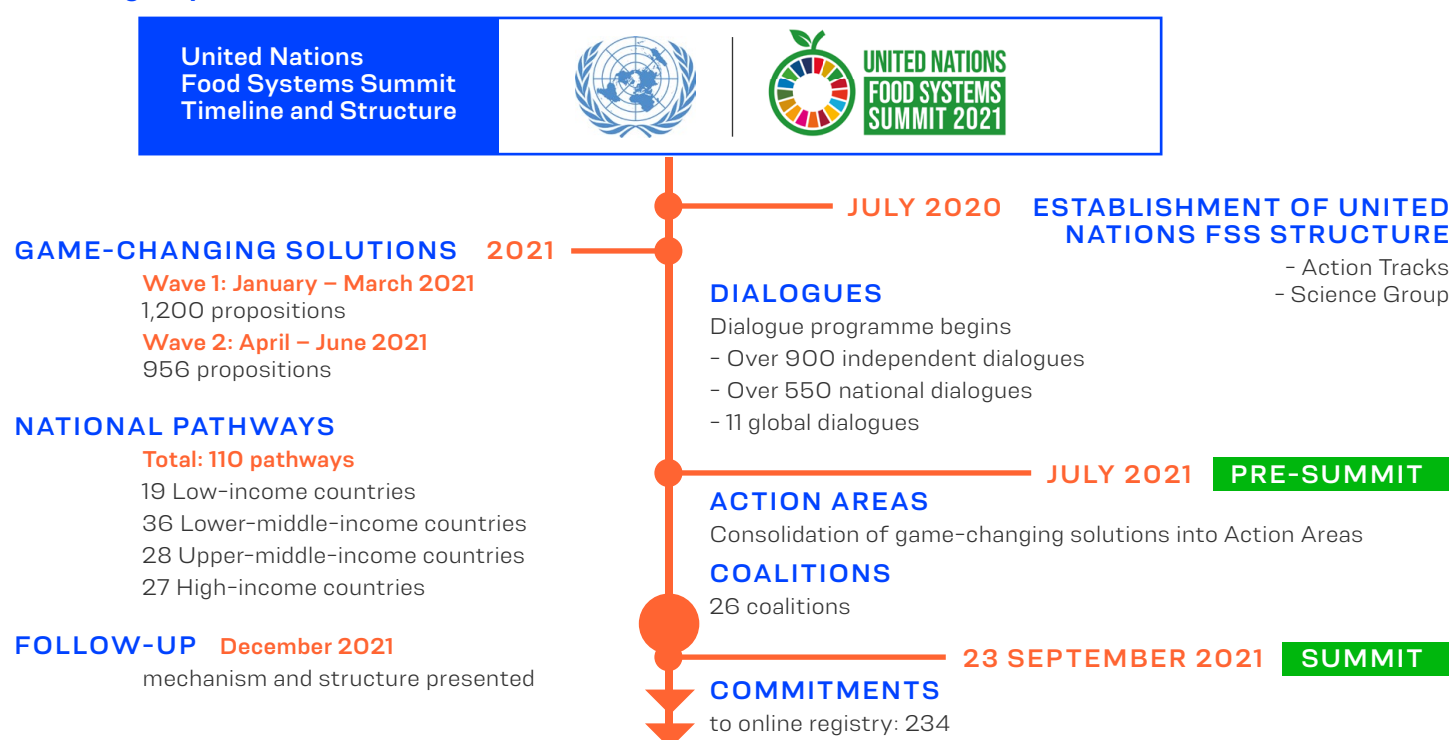 United Nations
Food Systems Summit
Timeline and Structure
UNITED NATIONS
FOOD SYSTEMS
SUMMIT 2021
JULY 2020 ESTABLISHMENT OF UNITED
NATIONS FSS STRUCTURE
- Action Tracks
- Science Group
GAME-CHANGING SOLUTIONS 2021
Wave 1: January – March 2021
1,200 propositions
Wave 2: April – June 2021
956 propositions
DIALOGUES
Dialogue programme begins
- Over 900 independent dialogues
- Over 550 national dialogues
- 11 global dialogues
NATIONAL PATHWAYS
Total: 110 pathways
19 Low-income countries
36 Lower-middle-income countries
28 Upper-middle-income countries
27 High-income countries
JULY 2021 PRE-SUMMIT
ACTION AREAS
Consolidation of game-changing solutions into Action Areas
COALITIONS
26 coalitions
FOLLOW-UP December 2021
mechanism and structure presented
23 SEPTEMBER 2021 SUMMIT
COMMITMENTS
to online registry: 234